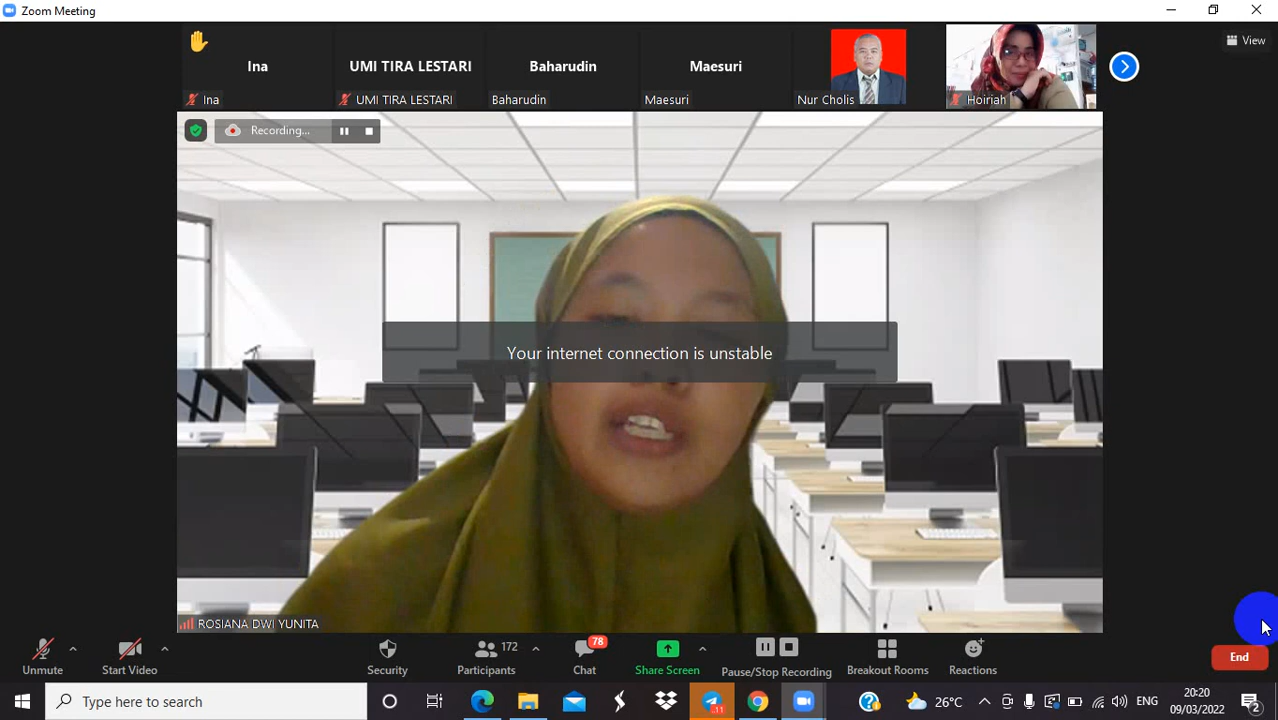 Zoom Meeting
View
Ina
UMI TIRA LESTARI
Baharudin
Maesuri
Ina
UMI TIRA LESTARI
Baharudin
Maesuri
Nur Cholis
Hoiriah
Recording...
Your internet connection is unstable
ROSIANA DWI YUNITA
Unmute
Start Video
Security
172
Participants
78
Chat
Share Screen
Pause/Stop Recording
Breakout Rooms
Reactions
End
Type here to search
11
26°C
ENG
20:20
09/03/2022
2